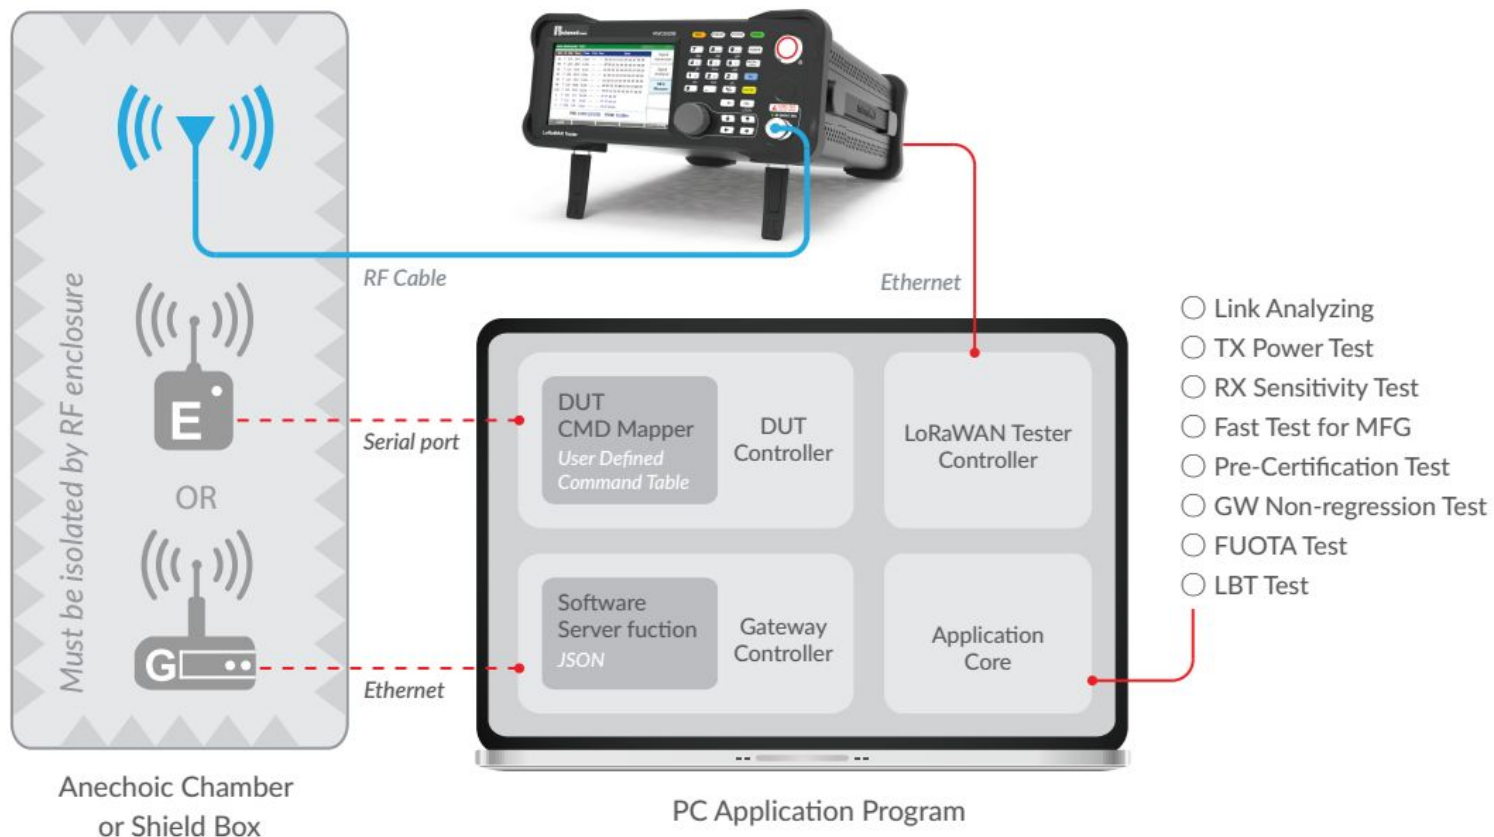 LoRaWAN Tester
RF Cable
Ethernet
Must be isolated by RF enclosure
E
OR
G
Serial port
Ethernet
DUT
CMD Mapper
User Defined
Command Table
DUT
Controller
LoRaWAN Tester
Controller
Software
Server fuction
JSON
Gateway
Controller
Application
Core
Link Analyzing
TX Power Test
RX Sensitivity Test
Fast Test for MFG
Pre-Certification Test
GW Non-regression Test
FUOTA Test
LBT Test
Anechoic Chamber
or Shield Box
PC Application Program